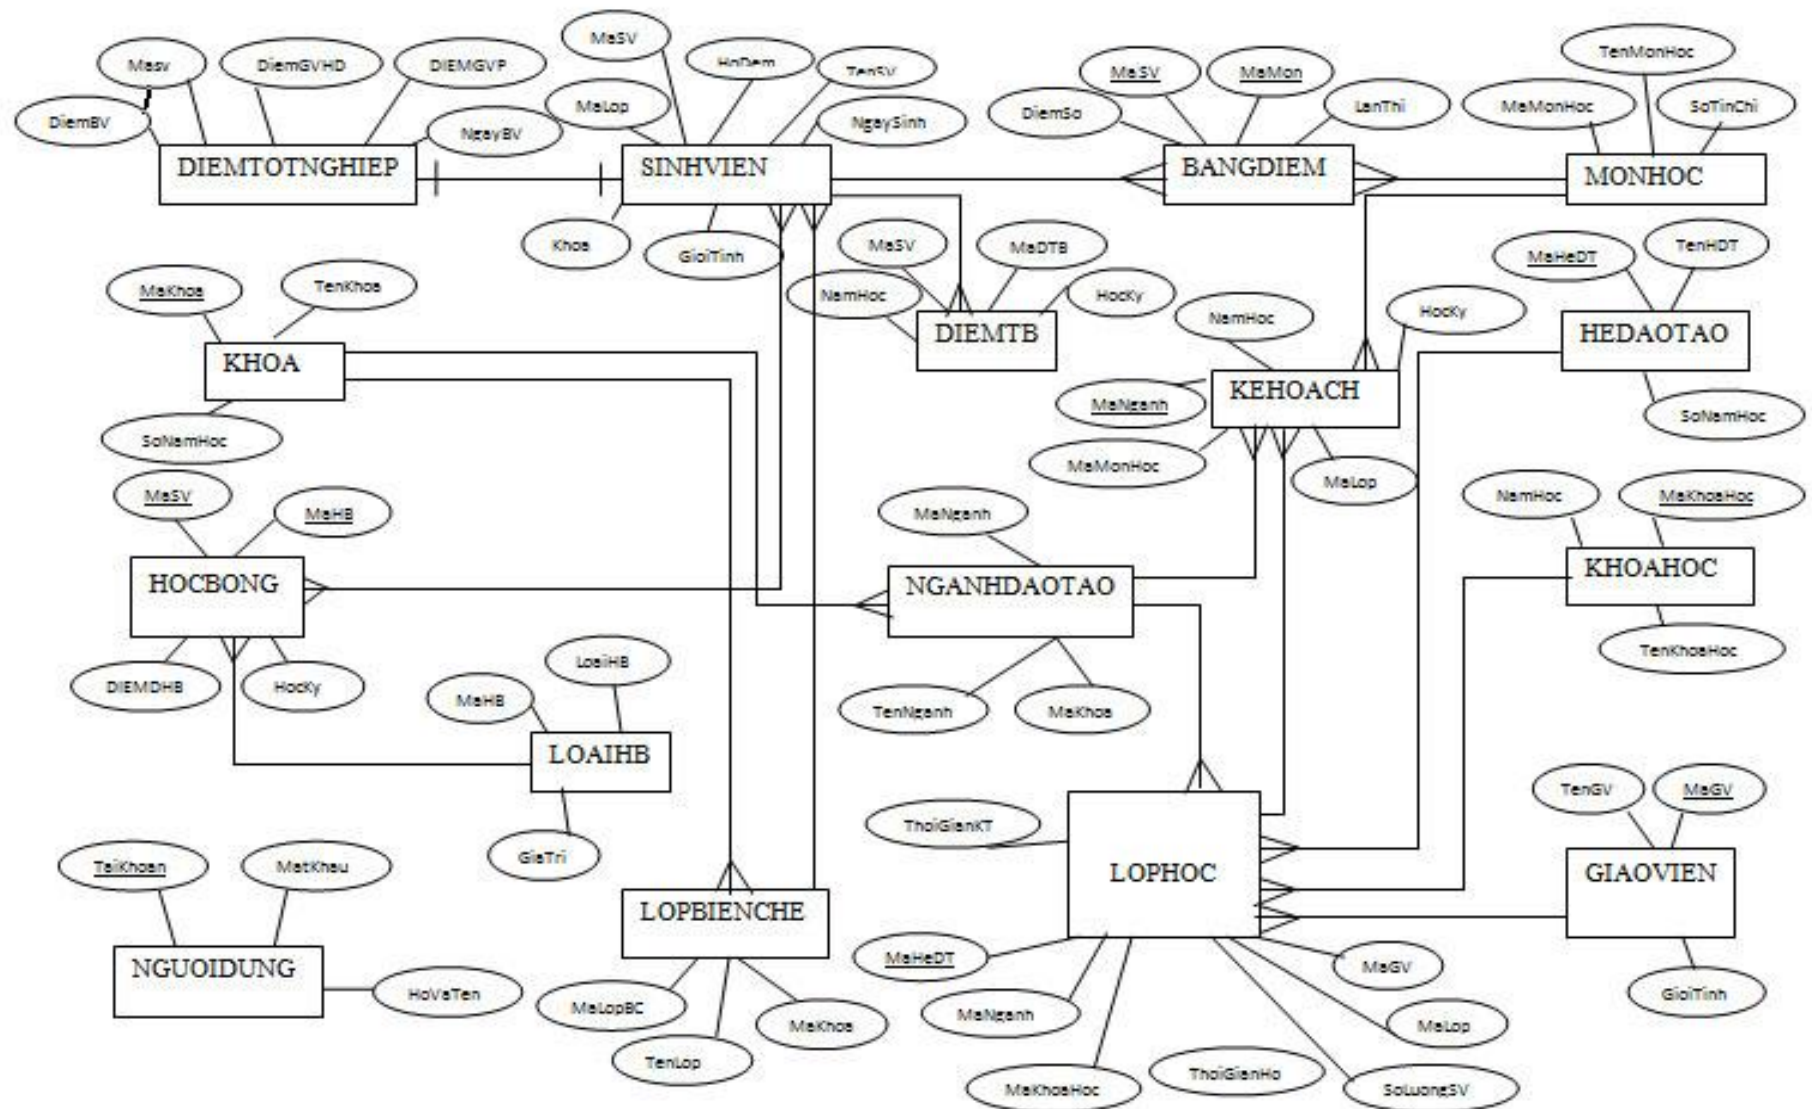 MaSV
TenMonHoc
Masv
DiemGVHD
DIEMGVP
HoDem
TenSV
MaiSV
MaMon
DiemBV
NgayBV
MaLop
NgaySinh
DiemSo
LanThi
MaMonHoc
SoTinChi
DIEMTOTNGHIEP
SINHVIEN
BANGDIEM
MONHOC
Khoa
GioiTinh
MaSV
MaDTB
MaHeDT
TenHDT
MaKhoa
TenKhoa
NamHoc
HocKy
NamHoc
HocKy
KHOA
DIEMTB
HEDAOTAO
KEHOACH
SoNamHoc
MaNganh
SoNamHoc
MaMonHoc
MaLop
MaSV
MaHB
MaNganh
NamHoc
MaKhoaHoc
HOCBONG
NGANHDAOTAO
KHOAHOC
DIEMDHB
HocKy
LoaiHB
MaHB
TenNganh
MaKhoa
TenKhoaHoc
LOAIHB
TenGV
MaGV
ThoiGianKT
GiaTri
TaiKhoan
MatKhau
LOPHOC
GIAOVIEN
LOPBIENCHE
NGUOIDUNG
HoVaTen
MaHeDT
MaGV
MaLopBC
MaKhoa
MaNganh
MaLop
GioiTinh
TenLop
MaKhoaHoc
ThoiGianHo
SoLuongSV